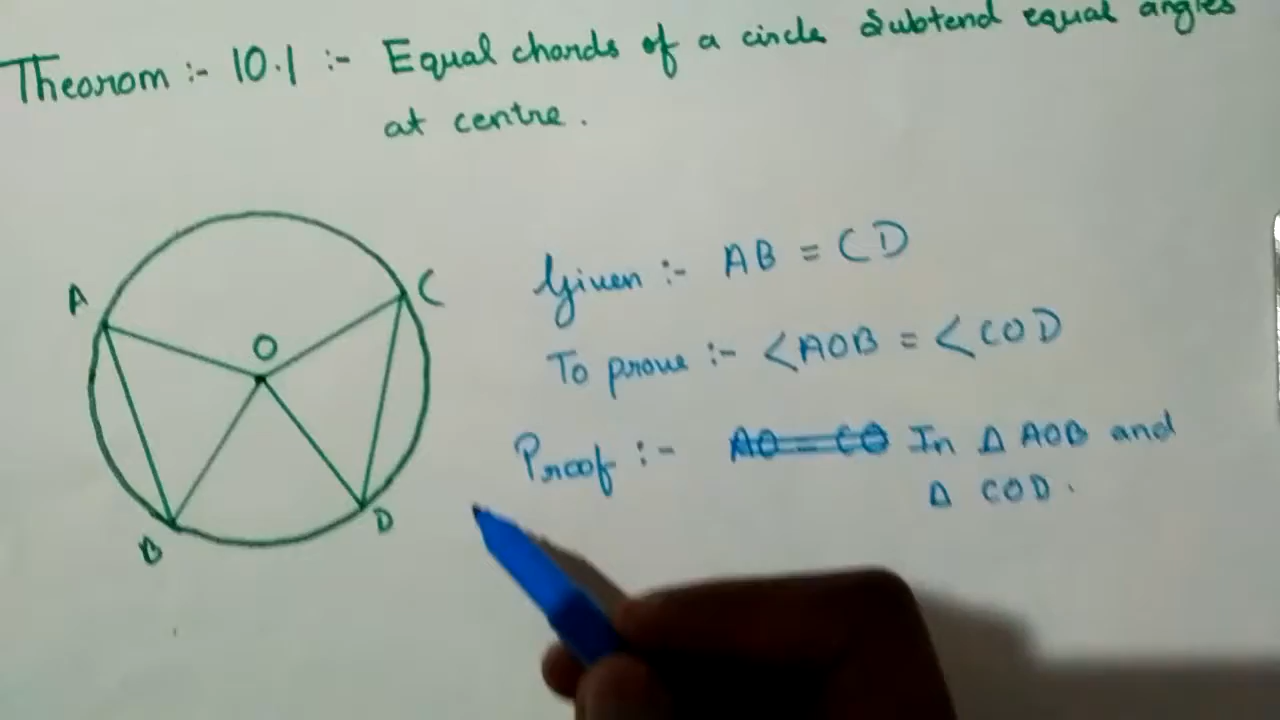 Theorom :- 10.1 :- Equal chords of a circle Subtend equal angles
at centre.
A
C
O
B
D
Given :- AB = CD
To prove :- <AOB = <COD
Proof :- AO = CO In Δ AOB and
Δ COD.